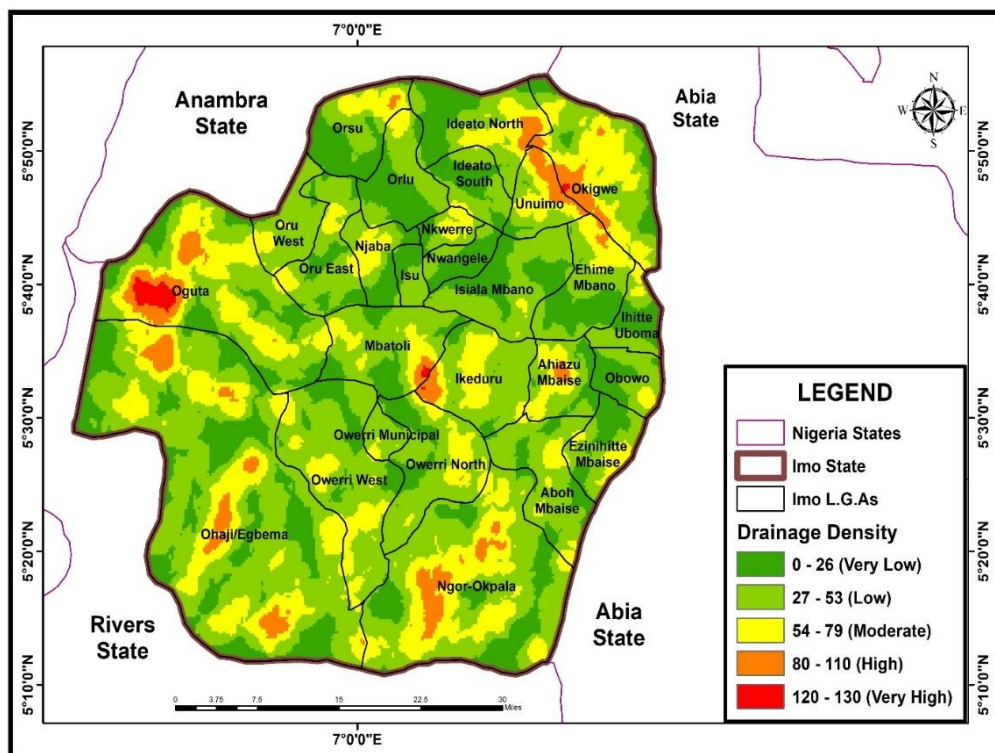 7°0'0"E
Anambra
State
Abia
State
N
W E
S
5°50'0"N
5°50'0"N
5°40'0"N
5°40'0"N
5°30'0"N
5°30'0"N
5°20'0"N
5°20'0"N
5°10'0"N
5°10'0"N
Orsu
Ideato North
Ideato
South
Orlu
Okigwe
Unuimo
Oru
West
Nkwerre
Njaba
Nwangele
Oru East
Isu
Ehime
Mbano
Oguta
Isiala Mbano
Ihitte
Uboma
Mbatoli
Ikeduru
Ahiazu
Mbaise
Obowo
Owerri Municipal
Ezinihitte
Mbaise
Owerri North
Owerri West
Aboh
Mbaise
Ohaji/Egbema
Ngor-Okpala
Rivers
State
Abia
State
LEGEND
Nigeria States
Imo State
Imo L.G.As
Drainage Density
0 - 26 (Very Low)
27 - 53 (Low)
54 - 79 (Moderate)
80 - 110 (High)
120 - 130 (Very High)
0 3.75 7.5 15 22.5 30
Miles
7°0'0"E